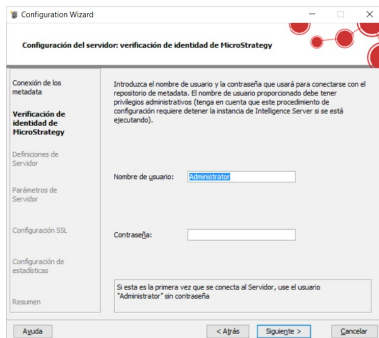 Configuration Wizard
Configuración del servidor: verificación de identidad de MicroStrategy
Conexión de los
metadata
Verificación de
identidad de
MicroStrategy
Definiciones de
Servidor
Parámetros de
Servidor
Configuración SSL
Configuración de
estadísticas
Resumen
Introduzca el nombre de usuario y la contraseña que usará para conectarse con el
repositorio de metadata. El nombre de usuario proporcionado debe tener
privilegios administrativos (tenga en cuenta que este procedimiento de
configuración requiere detener la instancia de Intelligence Server si se está
ejecutando).
Nombre de usuario: Administrator
Contraseña:
Si esta es la primera vez que se conecta al Servidor, use el usuario
"Administrator" sin contraseña
Ayuda < Atrás Siguiente > Cancelar